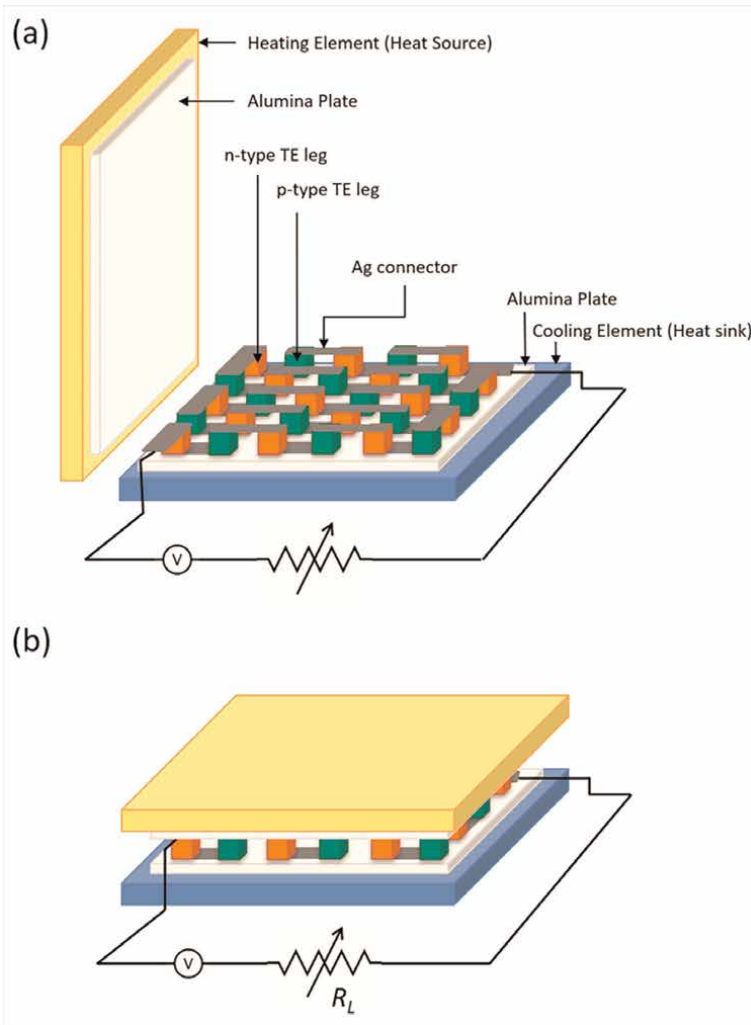 (a)
Heating Element (Heat Source)
Alumina Plate
n-type TE leg
p-type TE leg
Ag connector
Alumina Plate
Cooling Element (Heat sink)
V
(b)
V
R_L